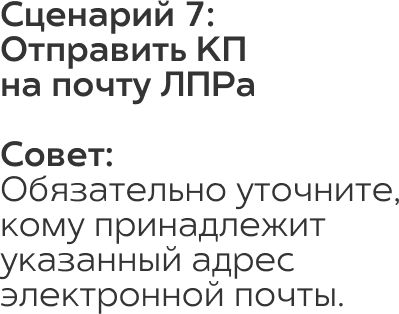 Сценарий 7:
Отправить КП
на почту ЛПРа
Совет:
Обязательно уточните,
кому принадлежит
указанный адрес
электронной почты.